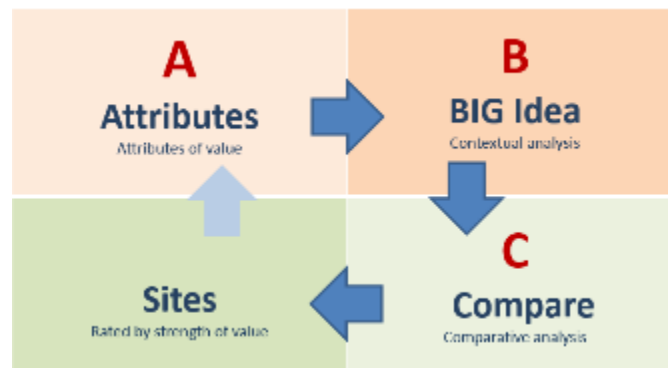 A
Attributes
Attributes of value
B
BIG Idea
Contextual analysis
C
Compare
Comparative analysis
Sites
Rated by strength of value